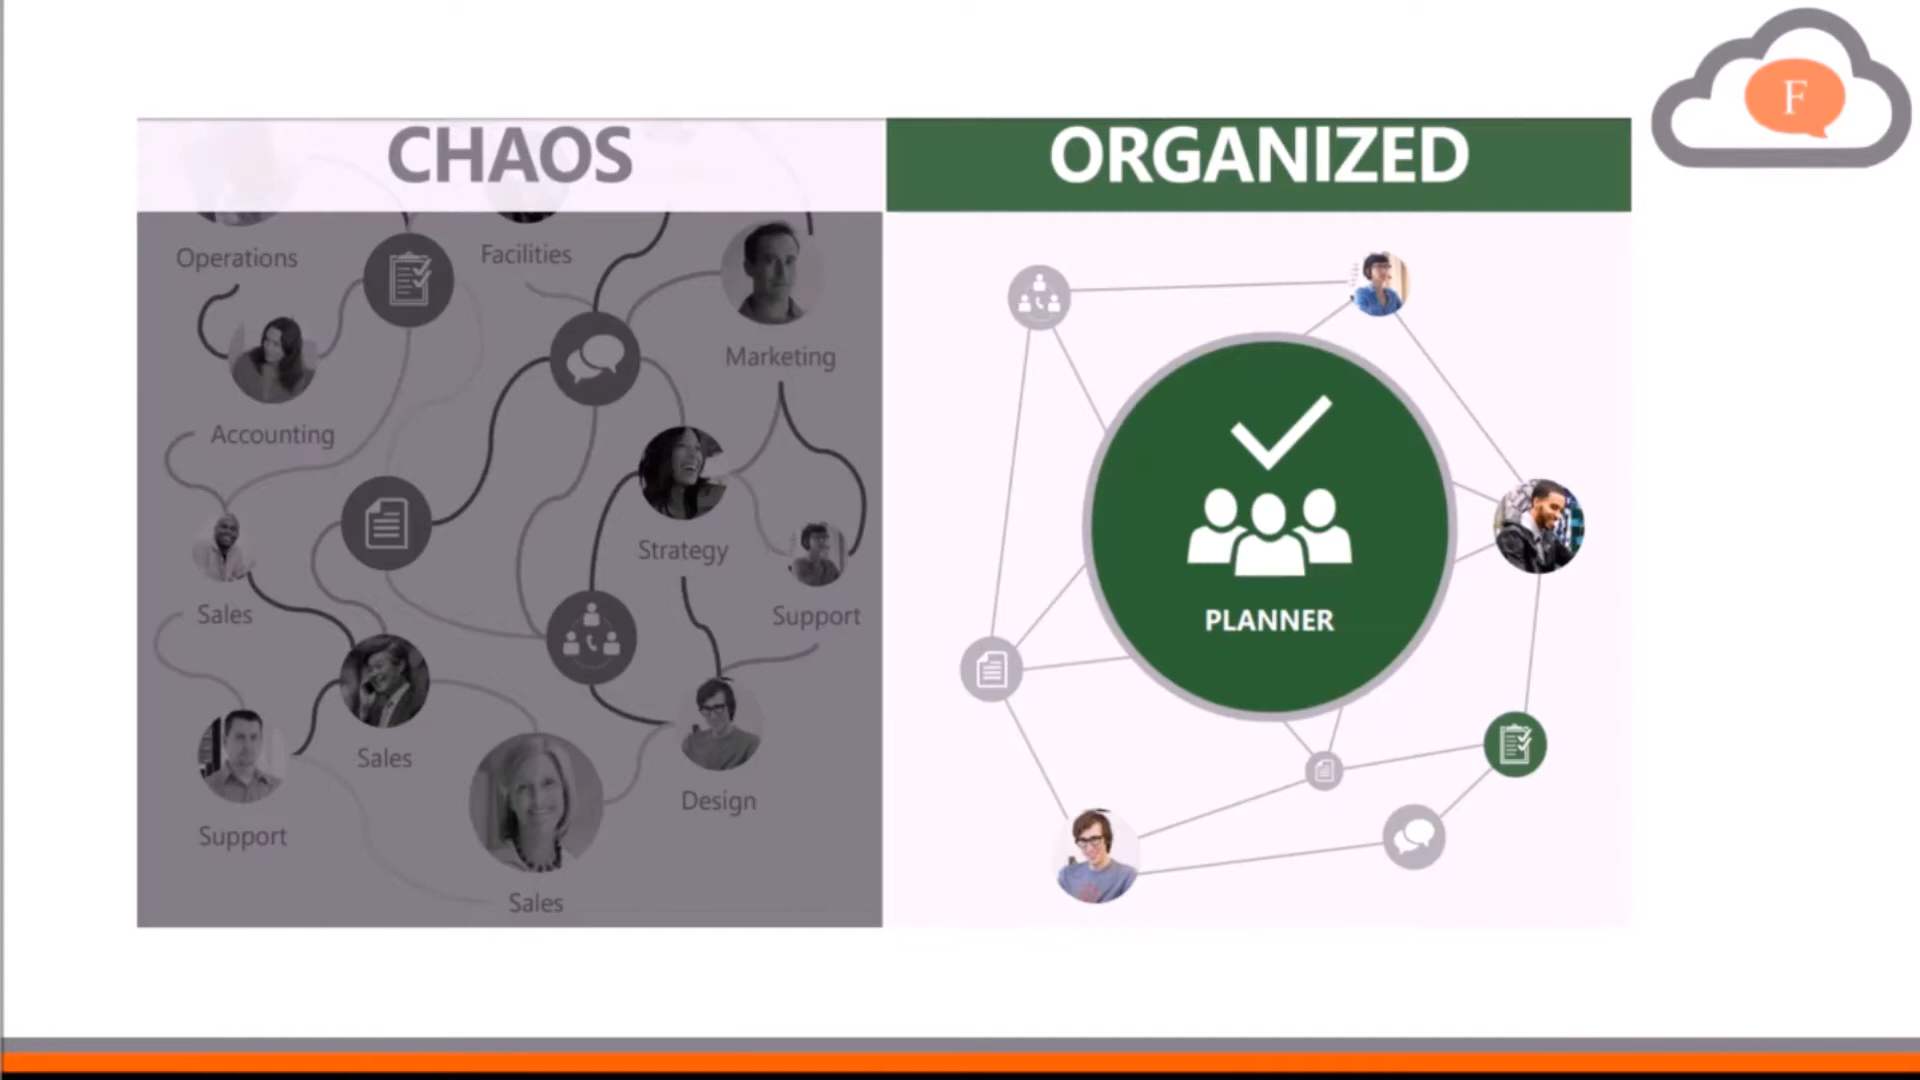 F
CHAOS
ORGANIZED
Operations
Facilities
Marketing
Accounting
Strategy
Sales
Support
Sales
Design
Support
Sales
PLANNER